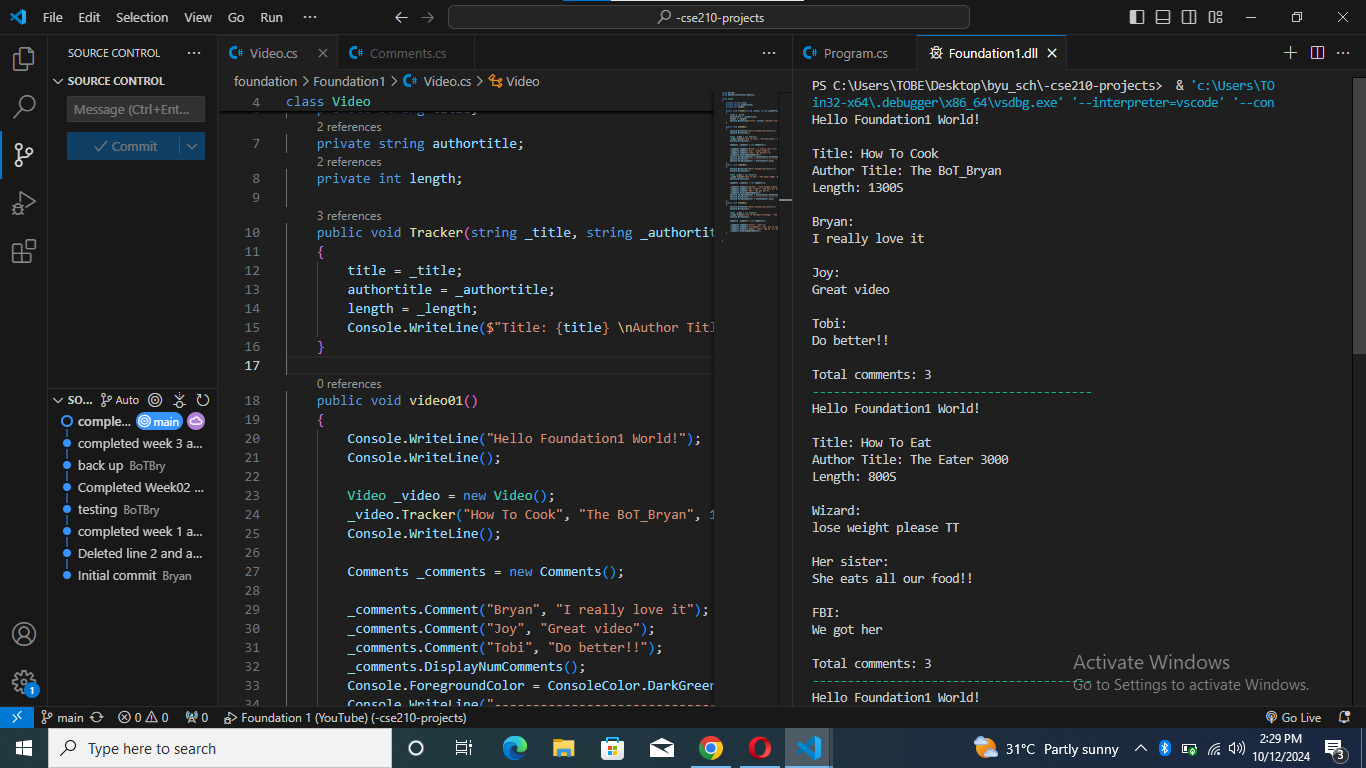 File Edit Selection View Go Run ··· -cse210-projects
SOURCE CONTROL ···
SOURCE CONTROL
Message (Ctrl+Ent...
Commit
SO... Auto
comple... main
completed week 3 a...
back up BoTBry
Completed Week02 ...
testing BoTBry
completed week 1 a...
Deleted line 2 and a...
Initial commit Bryan
1
Video.cs Comments.cs ···
foundation > Foundation1 > Video.cs > Video
4 class Video
2 references
7 private string authortitle;
2 references
8 private int length;
9
3 references
10 public void Tracker(string _title, string _authortit
11 {
12 title = _title;
13 authortitle = _authortitle;
14 length = _length;
15 Console.WriteLine($"Title: {title} \nAuthor Titl
16 }
17
0 references
18 public void video01()
19 {
20 Console.WriteLine("Hello Foundation1 World!");
21 Console.WriteLine();
22
23 Video _video = new Video();
24 _video.Tracker("How To Cook", "The BoT_Bryan", 1
25 Console.WriteLine();
26
27 Comments _comments = new Comments();
28
29 _comments.Comment("Bryan", "I really love it");
30 _comments.Comment("Joy", "Great video");
31 _comments.Comment("Tobi", "Do better!!");
32 _comments.DisplayNumComments();
33 Console.ForegroundColor = ConsoleColor.DarkGreen
34 Console.WriteLine("-----------------------------
Program.cs Foundation1.dll ···
PS C:\Users\TOBE\Desktop\byu_sch\-cse210-projects> & 'c:\Users\TO
in32-x64\.debugger\x86_64\vsdbg.exe' '--interpreter=vscode' '--con
Hello Foundation1 World!
Title: How To Cook
Author Title: The BoT_Bryan
Length: 1300S
Bryan:
I really love it
Joy:
Great video
Tobi:
Do better!!
Total comments: 3
----------------------------------------
Hello Foundation1 World!
Title: How To Eat
Author Title: The Eater 3000
Length: 800S
Wizard:
lose weight please TT
Her sister:
She eats all our food!!
FBI:
We got her
Total comments: 3
----------------------------------------
Hello Foundation1 World!
Activate Windows
Go to Settings to activate Windows.
main 0 0 0 Foundation 1 (YouTube) (-cse210-projects) Go Live
Type here to search
31°C Partly sunny
2:29 PM
10/12/2024
3